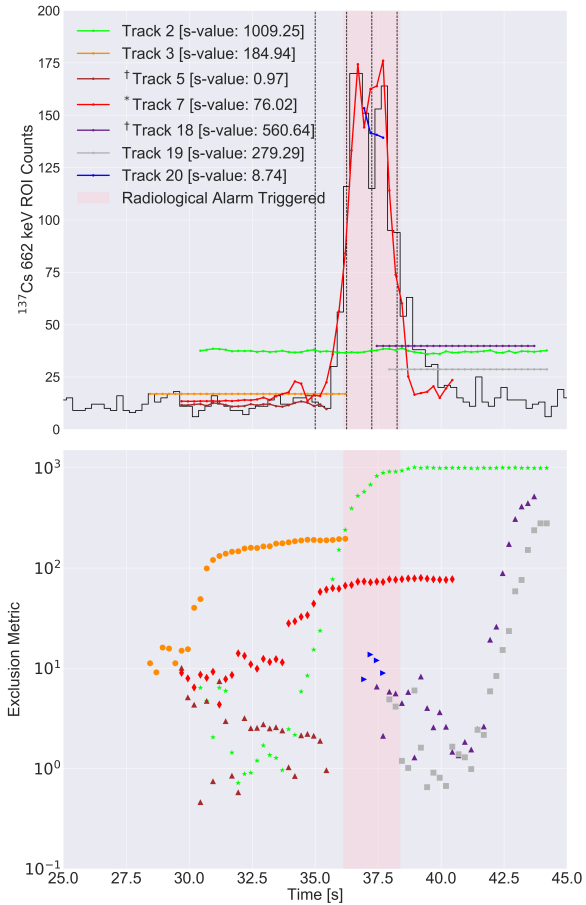 200
175
150
125
100
75
50
25
0
¹³⁷Cs 662 keV ROI Counts
Track 2 [s-value: 1009.25]
Track 3 [s-value: 184.94]
†Track 5 [s-value: 0.97]
*Track 7 [s-value: 76.02]
†Track 18 [s-value: 560.64]
Track 19 [s-value: 279.29]
Track 20 [s-value: 8.74]
Radiological Alarm Triggered
10³
10²
10¹
10⁰
10⁻¹
Exclusion Metric
25.0 27.5 30.0 32.5 35.0 37.5 40.0 42.5 45.0
Time [s]